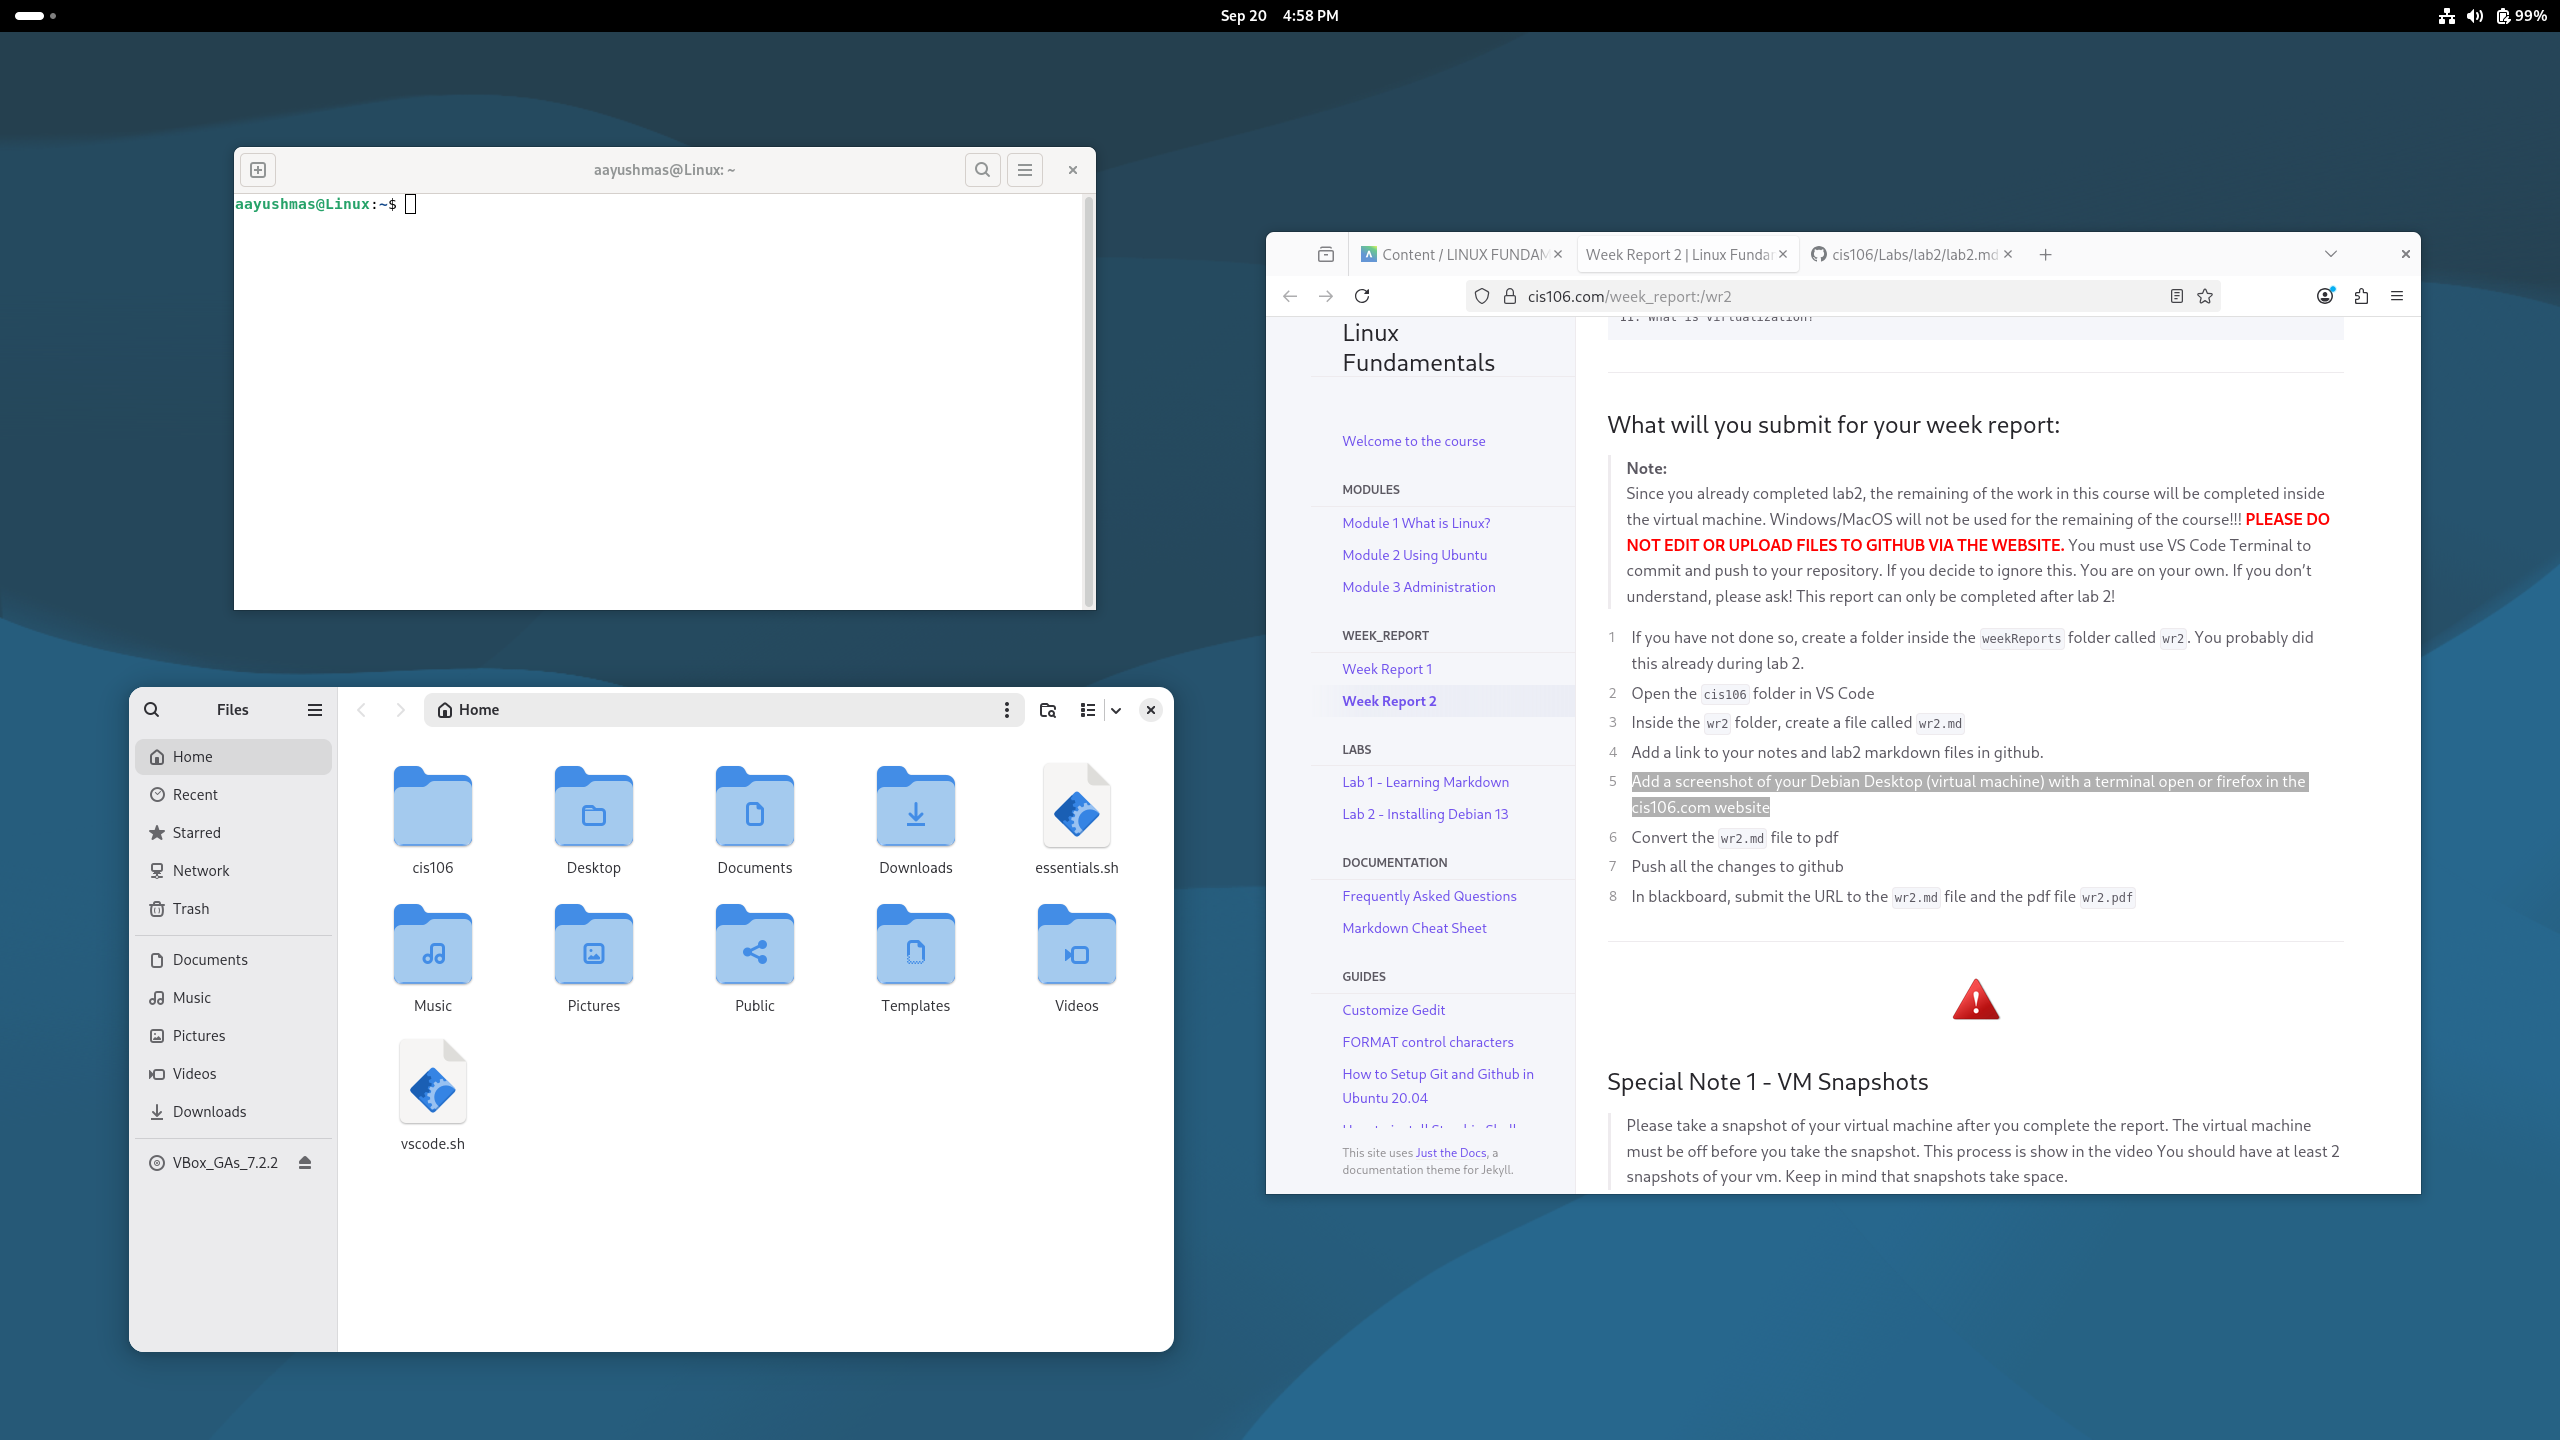 Sep 20 4:58 PM
99%
aayushmas@Linux: ~
aayushmas@Linux:~$
Files
Home
Home
Recent
Starred
Network
Trash
Documents
Music
Pictures
Videos
Downloads
VBox_GAs_7.2.2
cis106
Desktop
Documents
Downloads
essentials.sh
Music
Pictures
Public
Templates
Videos
vscode.sh
Content / LINUX FUNDAM
Week Report 2 | Linux Fundar
cis106/Labs/lab2/lab2.md
cis106.com/week_report:/wr2
Linux
Fundamentals
Welcome to the course
MODULES
Module 1 What is Linux?
Module 2 Using Ubuntu
Module 3 Administration
WEEK_REPORT
Week Report 1
Week Report 2
LABS
Lab 1 - Learning Markdown
Lab 2 - Installing Debian 13
DOCUMENTATION
Frequently Asked Questions
Markdown Cheat Sheet
GUIDES
Customize Gedit
FORMAT control characters
How to Setup Git and Github in
Ubuntu 20.04
This site uses Just the Docs, a
documentation theme for Jekyll.
11. What is virtualization?
What will you submit for your week report:
Note:
Since you already completed lab2, the remaining of the work in this course will be completed inside
the virtual machine. Windows/MacOS will not be used for the remaining of the course!!! PLEASE DO
NOT EDIT OR UPLOAD FILES TO GITHUB VIA THE WEBSITE. You must use VS Code Terminal to
commit and push to your repository. If you decide to ignore this. You are on your own. If you don’t
understand, please ask! This report can only be completed after lab 2!
1 If you have not done so, create a folder inside the weekReports folder called wr2. You probably did
this already during lab 2.
2 Open the cis106 folder in VS Code
3 Inside the wr2 folder, create a file called wr2.md
4 Add a link to your notes and lab2 markdown files in github.
5 Add a screenshot of your Debian Desktop (virtual machine) with a terminal open or firefox in the
cis106.com website
6 Convert the wr2.md file to pdf
7 Push all the changes to github
8 In blackboard, submit the URL to the wr2.md file and the pdf file wr2.pdf
Special Note 1 - VM Snapshots
Please take a snapshot of your virtual machine after you complete the report. The virtual machine
must be off before you take the snapshot. This process is show in the video You should have at least 2
snapshots of your vm. Keep in mind that snapshots take space.